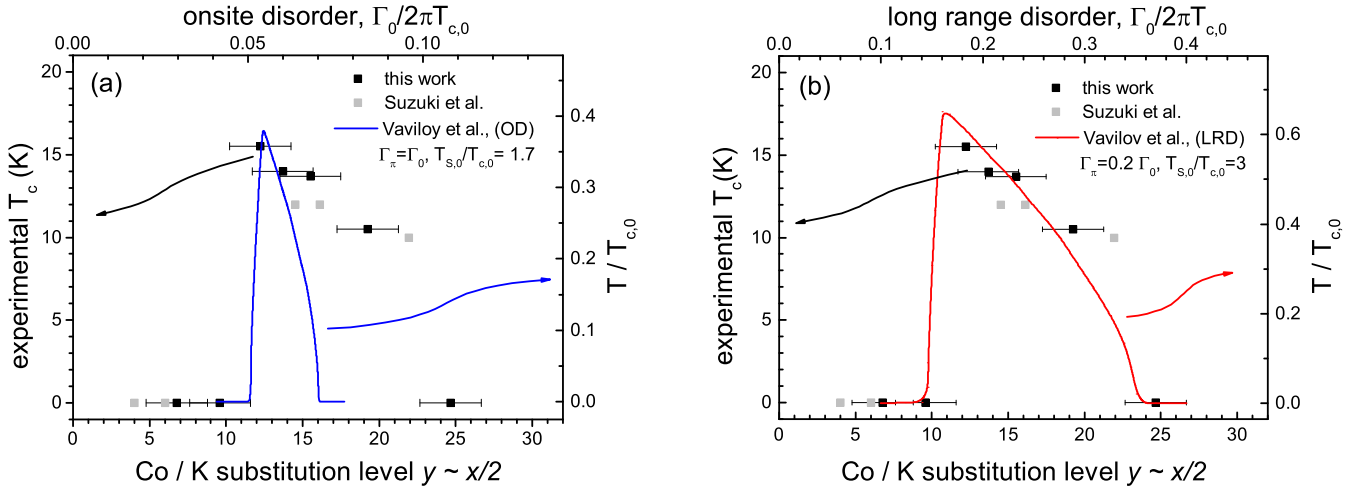 onsite disorder, Γ0/2πTc,0
0.00 0.05 0.10
(a)
this work
Suzuki et al.
Vaviloy et al., (OD)
Γπ=Γ0, TS,0/Tc,0= 1.7
20
15
10
5
0
experimental Tc(K)
0.4
0.3
0.2
0.1
0.0
T / Tc,0
0 5 10 15 20 25 30
Co / K substitution level y ~ x/2
long range disorder, Γ0/2πTc,0
0.0 0.1 0.2 0.3 0.4
(b)
this work
Suzuki et al.
Vavilov et al., (LRD)
Γπ=0.2 Γ0, TS,0/Tc,0=3
20
15
10
5
0
experimental Tc(K)
0.6
0.4
0.2
0.0
T / Tc,0
0 5 10 15 20 25 30
Co / K substitution level y ~ x/2